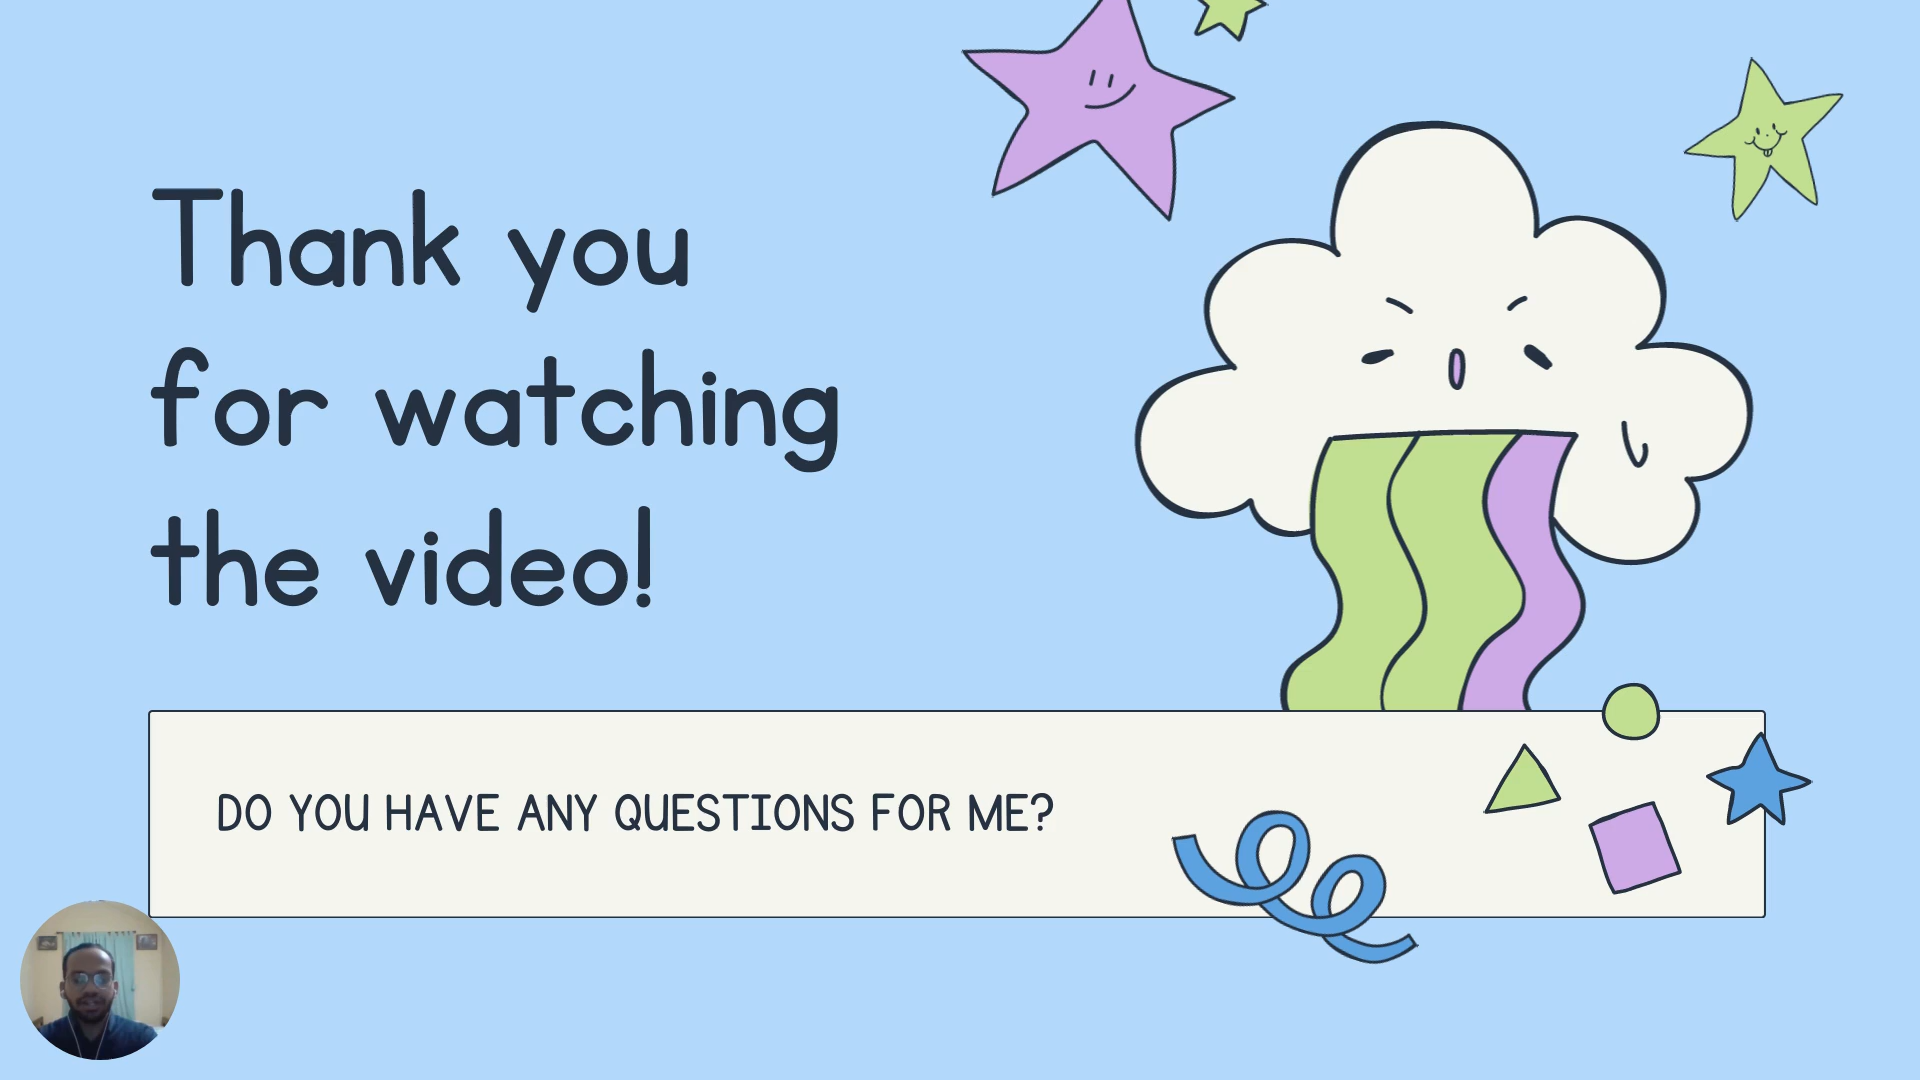 Thank you
for watching
the video!
DO YOU HAVE ANY QUESTIONS FOR ME?